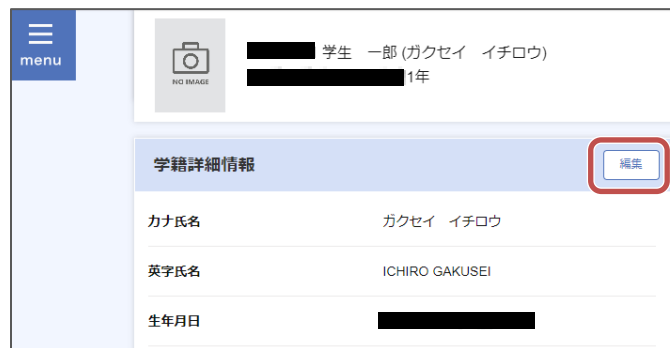 menu
NO IMAGE
学生 一郎 (ガクセイ イチロウ)
1年
学籍詳細情報
編集
カナ氏名 ガクセイ イチロウ
英字氏名 ICHIRO GAKUSEI
生年月日